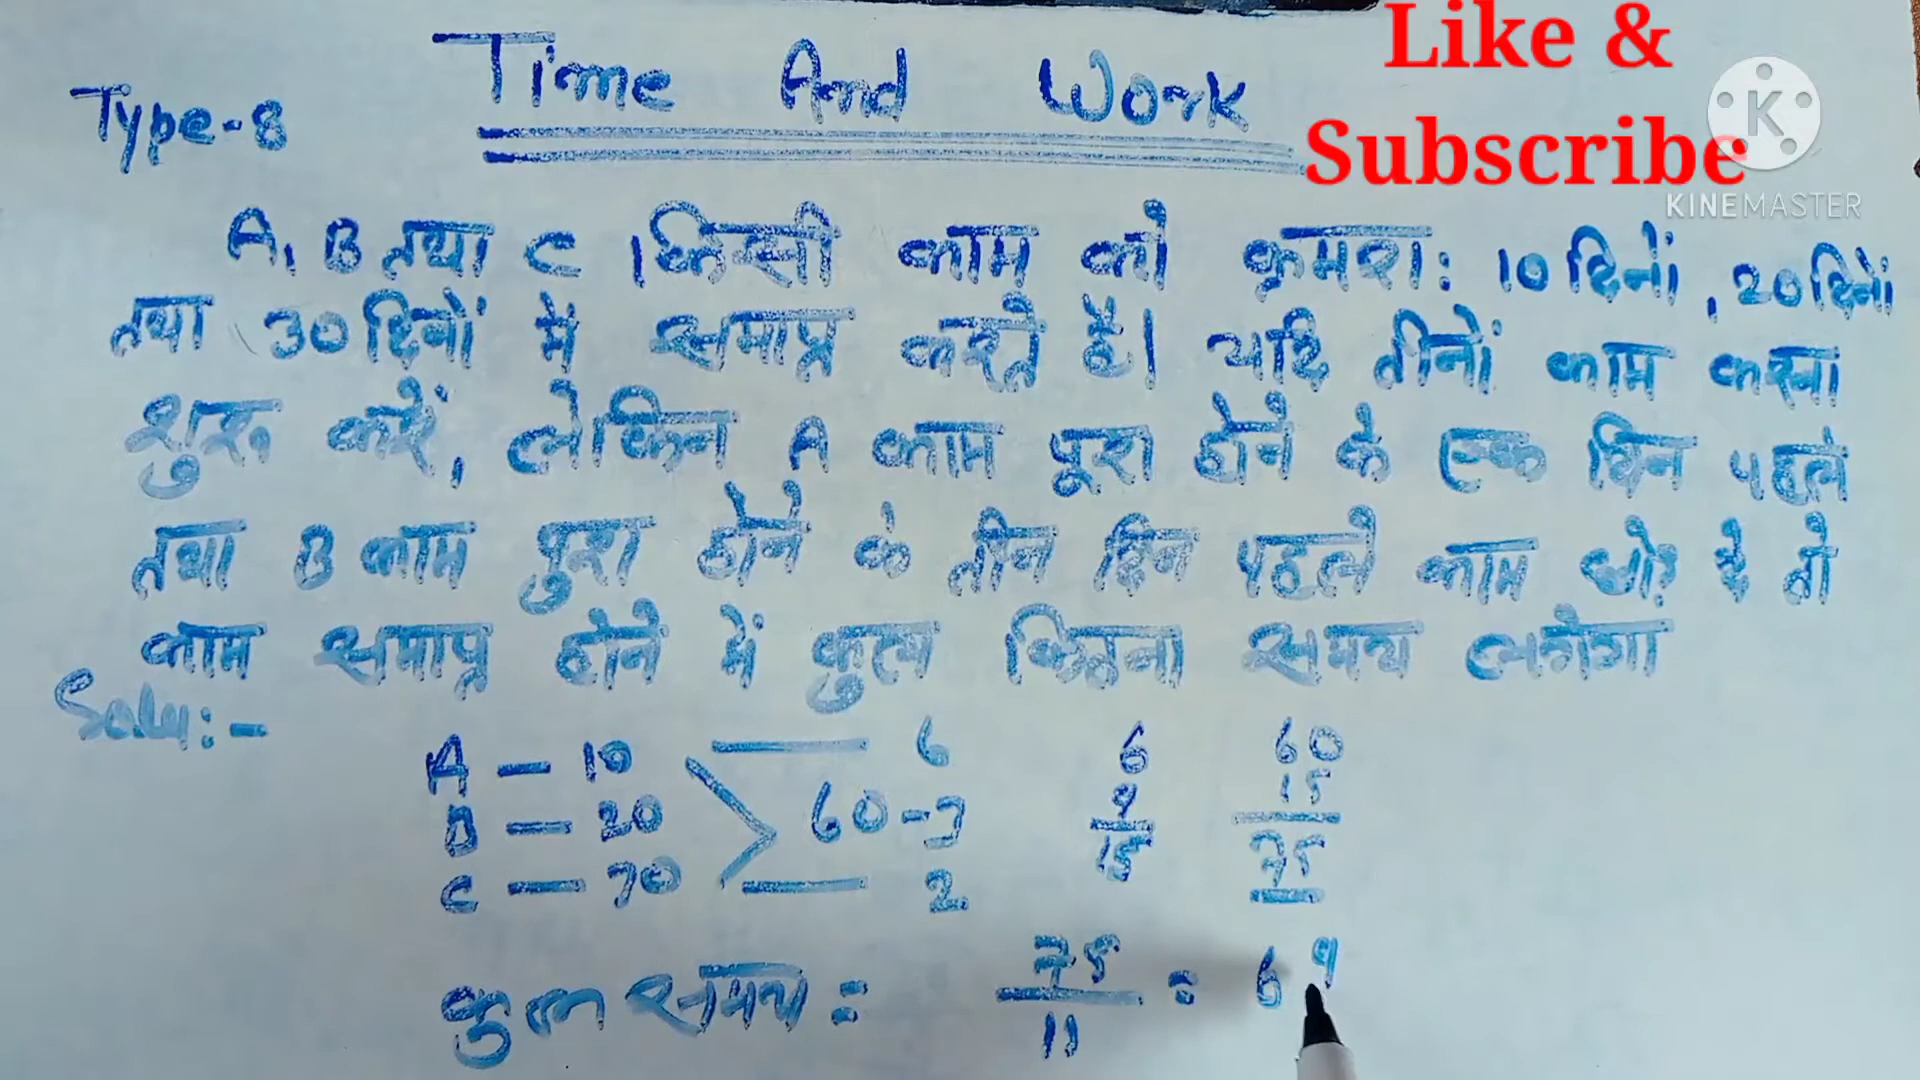 Time And Work
Like &
Subscribe
KINEMASTER
Type-8
A, B तथा C किसी काम को क्रमशः 10 दिनों, 20 दिनों
तथा 30 दिनों में समाप्त करते है। यदि तीनों काम करना
शुरू करें, लेकिन A काम पूरा होने के एक दिन पहले
तथा B काम पुरा होने के तीन दिन पहले काम छोड़ दे तो
काम समाप्त होने में कुल कितना समय लगेगा
Solu:-
A - 10 6 6 60
B - 20 60 - 3 9 15
C - 30 2 15 75
कुल समय = 75/11 = 6 9